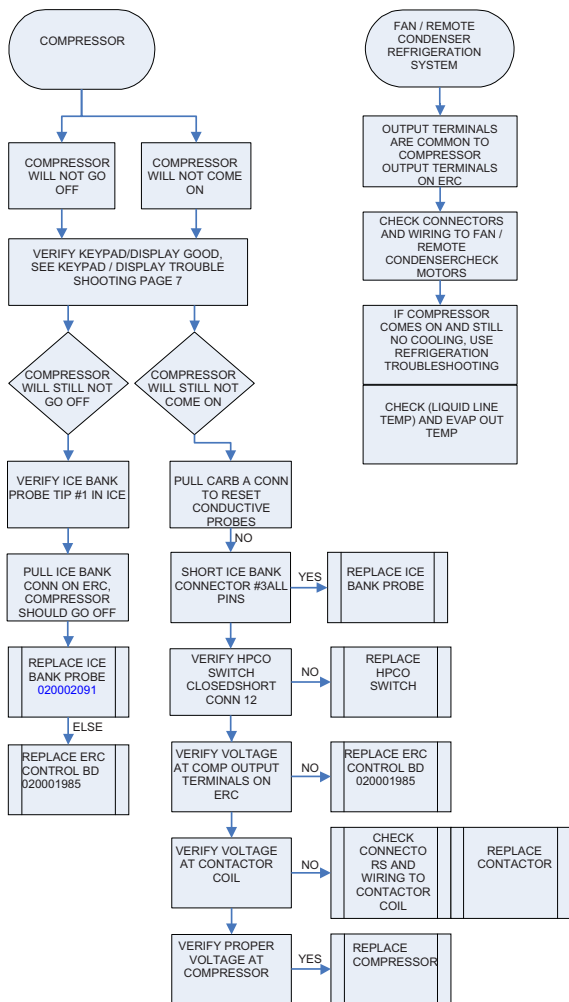 COMPRESSOR
COMPRESSOR
WILL NOT GO
OFF
COMPRESSOR
WILL NOT COME
ON
VERIFY KEYPAD/DISPLAY GOOD,
SEE KEYPAD / DISPLAY TROUBLE
SHOOTING PAGE 7
COMPRESSOR
WILL STILL NOT
GO OFF
COMPRESSOR
WILL STILL NOT
COME ON
VERIFY ICE BANK
PROBE TIP #1 IN ICE
PULL ICE BANK
CONN ON ERC,
COMPRESSOR
SHOULD GO OFF
REPLACE ICE
BANK PROBE
020002091
ELSE
REPLACE ERC
CONTROL BD
020001985
PULL CARB A CONN
TO RESET
CONDUCTIVE
PROBES
NO
SHORT ICE BANK
CONNECTOR #3ALL
PINS
YES
REPLACE ICE
BANK PROBE
VERIFY HPCO
SWITCH
CLOSEDSHORT
CONN 12
NO
REPLACE
HPCO
SWITCH
VERIFY VOLTAGE
AT COMP OUTPUT
TERMINALS ON
ERC
NO
REPLACE ERC
CONTROL BD
020001985
VERIFY VOLTAGE
AT CONTACTOR
COIL
NO
CHECK
CONNECTO
RS AND
WIRING TO
CONTACTOR
COIL
REPLACE
CONTACTOR
VERIFY PROPER
VOLTAGE AT
COMPRESSOR
YES
REPLACE
COMPRESSOR
FAN / REMOTE
CONDENSER
REFRIGERATION
SYSTEM
OUTPUT TERMINALS
ARE COMMON TO
COMPRESSOR
OUTPUT TERMINALS
ON ERC
CHECK CONNECTORS
AND WIRING TO FAN /
REMOTE
CONDENSERCHECK
MOTORS
IF COMPRESSOR
COMES ON AND STILL
NO COOLING, USE
REFRIGERATION
TROUBLESHOOTING
CHECK (LIQUID LINE
TEMP) AND EVAP OUT
TEMP